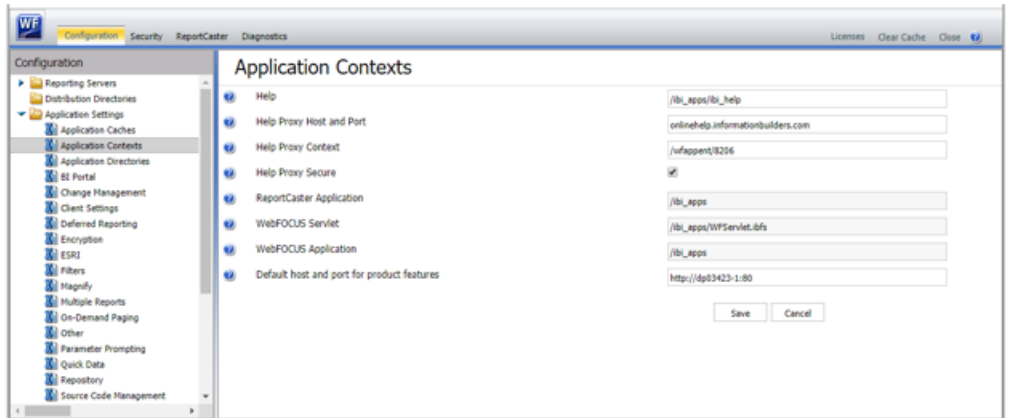 WF
Configuration Security ReportCaster Diagnostics
Licenses Clear Cache Close
Configuration
Reporting Servers
Distribution Directories
Application Settings
Application Caches
Application Contexts
Application Directories
BI Portal
Change Management
Client Settings
Deferred Reporting
Encryption
ESRI
Filters
Magnify
Multiple Reports
On-Demand Paging
Other
Parameter Prompting
Quick Data
Repository
Source Code Management
Application Contexts
Help /ibi_apps/ibi_help
Help Proxy Host and Port onlinehelp.informationbuilders.com
Help Proxy Context /wfappent/8206
Help Proxy Secure
ReportCaster Application /ibi_apps
WebFOCUS Servlet /ibi_apps/WFServlet.ibfs
WebFOCUS Application /ibi_apps
Default host and port for product features http://dp03423-1:80
Save Cancel